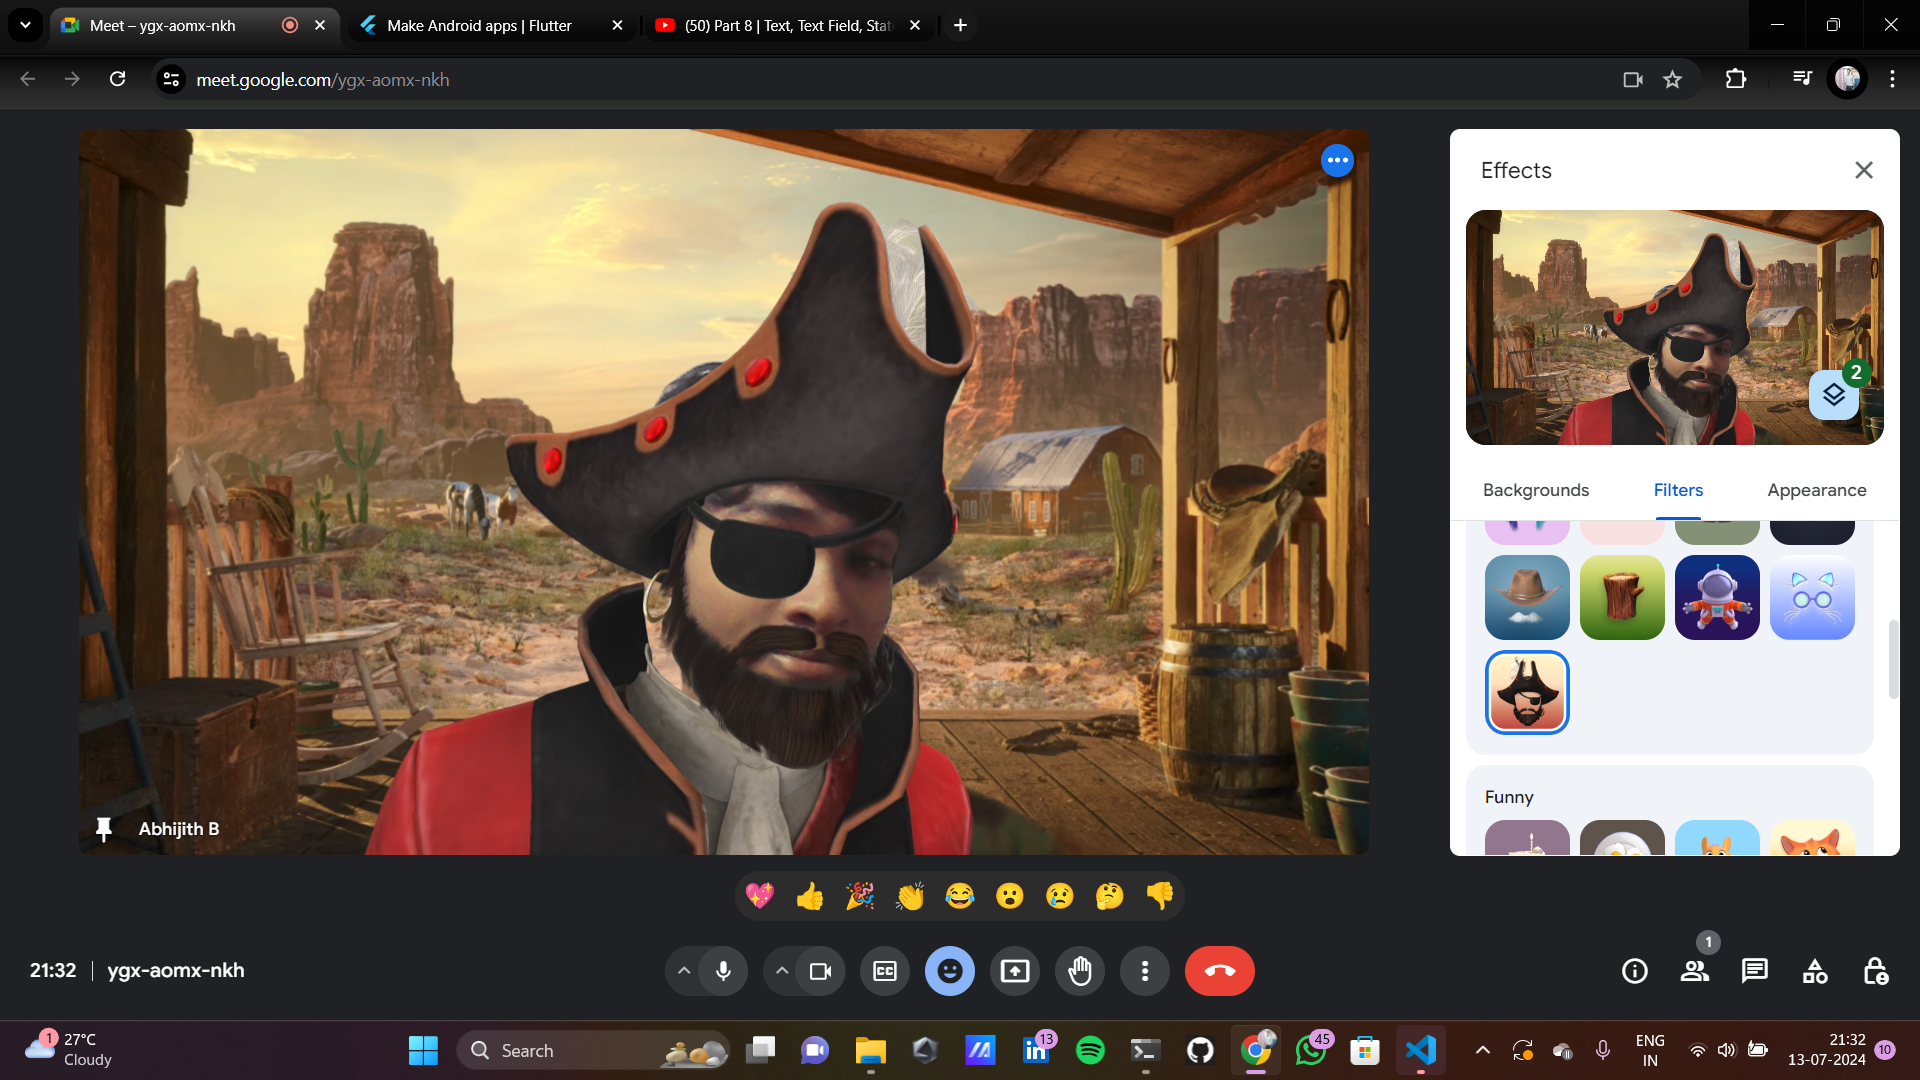 Meet – ygx-aomx-nkh
Make Android apps | Flutter
(50) Part 8 | Text, Text Field, Stat
meet.google.com/ygx-aomx-nkh
Effects
2
Backgrounds
Filters
Appearance
Funny
Abhijith B
21:32
ygx-aomx-nkh
CC
1
1
27°C
Cloudy
Search
13
45
ENG
IN
21:32
13-07-2024
10